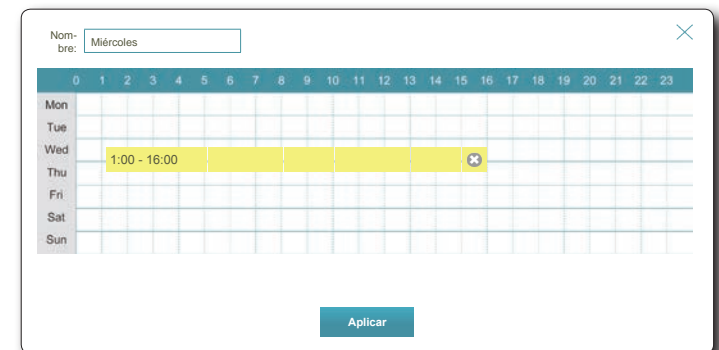 Nom-
bre:
Miércoles
0 1 2 3 4 5 6 7 8 9 10 11 12 13 14 15 16 17 18 19 20 21 22 23
Mon
Tue
Wed
1:00 - 16:00
Thu
Fri
Sat
Sun
Aplicar